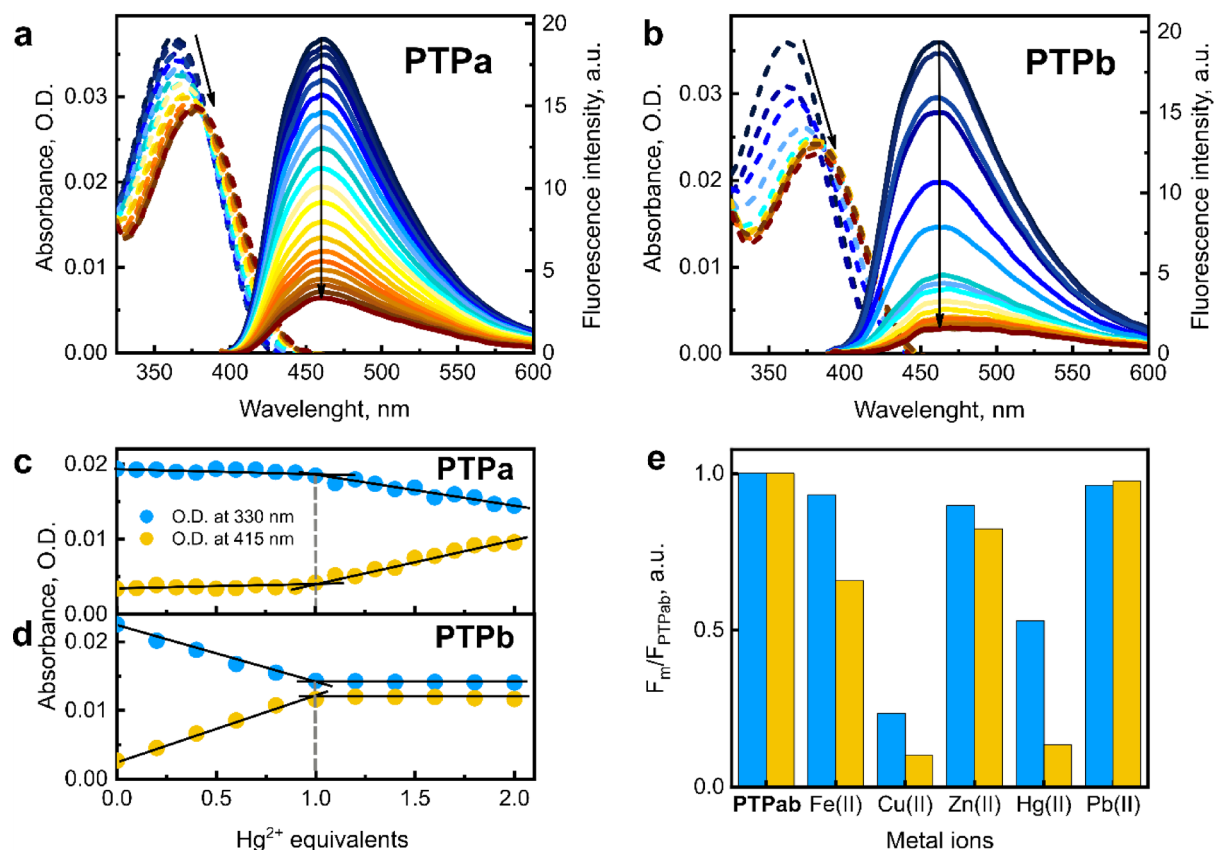 a
PTPa
Absorbance, O.D.
0.03
0.02
0.01
0.00
350
400
450
500
550
600
Wavelenght, nm
20
15
10
5
0
Fluorescence intensity, a.u.
b
PTPb
Absorbance, O.D.
0.03
0.02
0.01
0.00
350
400
450
500
550
600
Wavelenght, nm
20
15
10
5
0
Fluorescence intensity, a.u.
c
PTPa
0.02
0.01
0.00
O.D. at 330 nm
O.D. at 415 nm
Absorbance, O.D.
d
PTPb
0.02
0.01
0.00
0.0
0.5
1.0
1.5
2.0
Hg²⁺ equivalents
e
Fₘ/F_PTPab, a.u.
1.0
0.5
0.0
PTPab Fe(II) Cu(II) Zn(II) Hg(II) Pb(II)
Metal ions